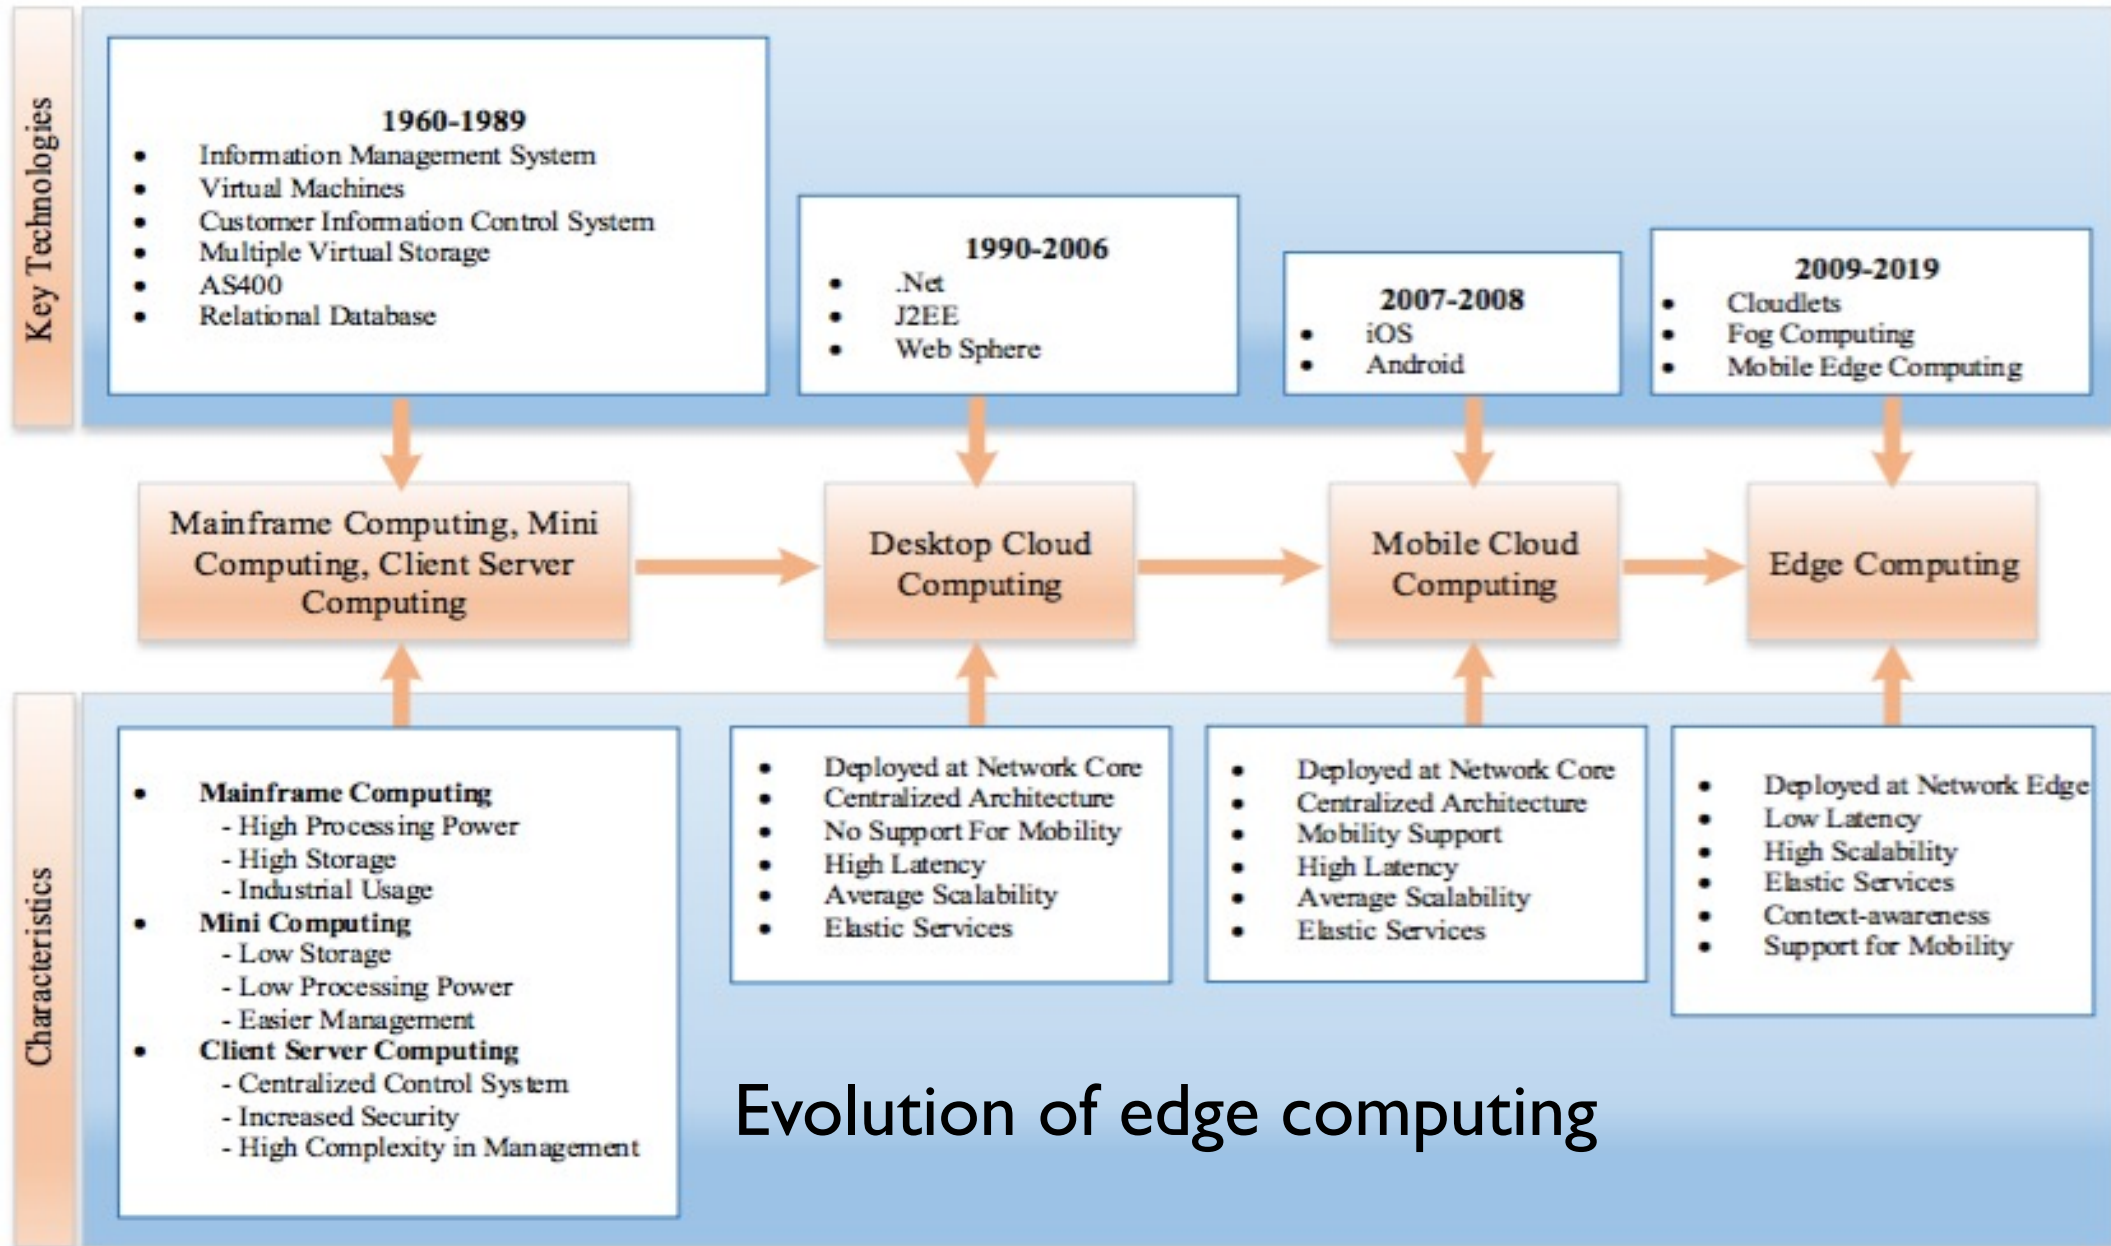 Key Technologies
1960-1989
• Information Management System
• Virtual Machines
• Customer Information Control System
• Multiple Virtual Storage
• AS400
• Relational Database
1990-2006
• .Net
• J2EE
• Web Sphere
2007-2008
• iOS
• Android
2009-2019
• Cloudlets
• Fog Computing
• Mobile Edge Computing
Mainframe Computing, Mini
Computing, Client Server
Computing
Desktop Cloud
Computing
Mobile Cloud
Computing
Edge Computing
Characteristics
• Mainframe Computing
- High Processing Power
- High Storage
- Industrial Usage
• Mini Computing
- Low Storage
- Low Processing Power
- Easier Management
• Client Server Computing
- Centralized Control System
- Increased Security
- High Complexity in Management
• Deployed at Network Core
• Centralized Architecture
• No Support For Mobility
• High Latency
• Average Scalability
• Elastic Services
• Deployed at Network Core
• Centralized Architecture
• Mobility Support
• High Latency
• Average Scalability
• Elastic Services
• Deployed at Network Edge
• Low Latency
• High Scalability
• Elastic Services
• Context-awareness
• Support for Mobility
Evolution of edge computing